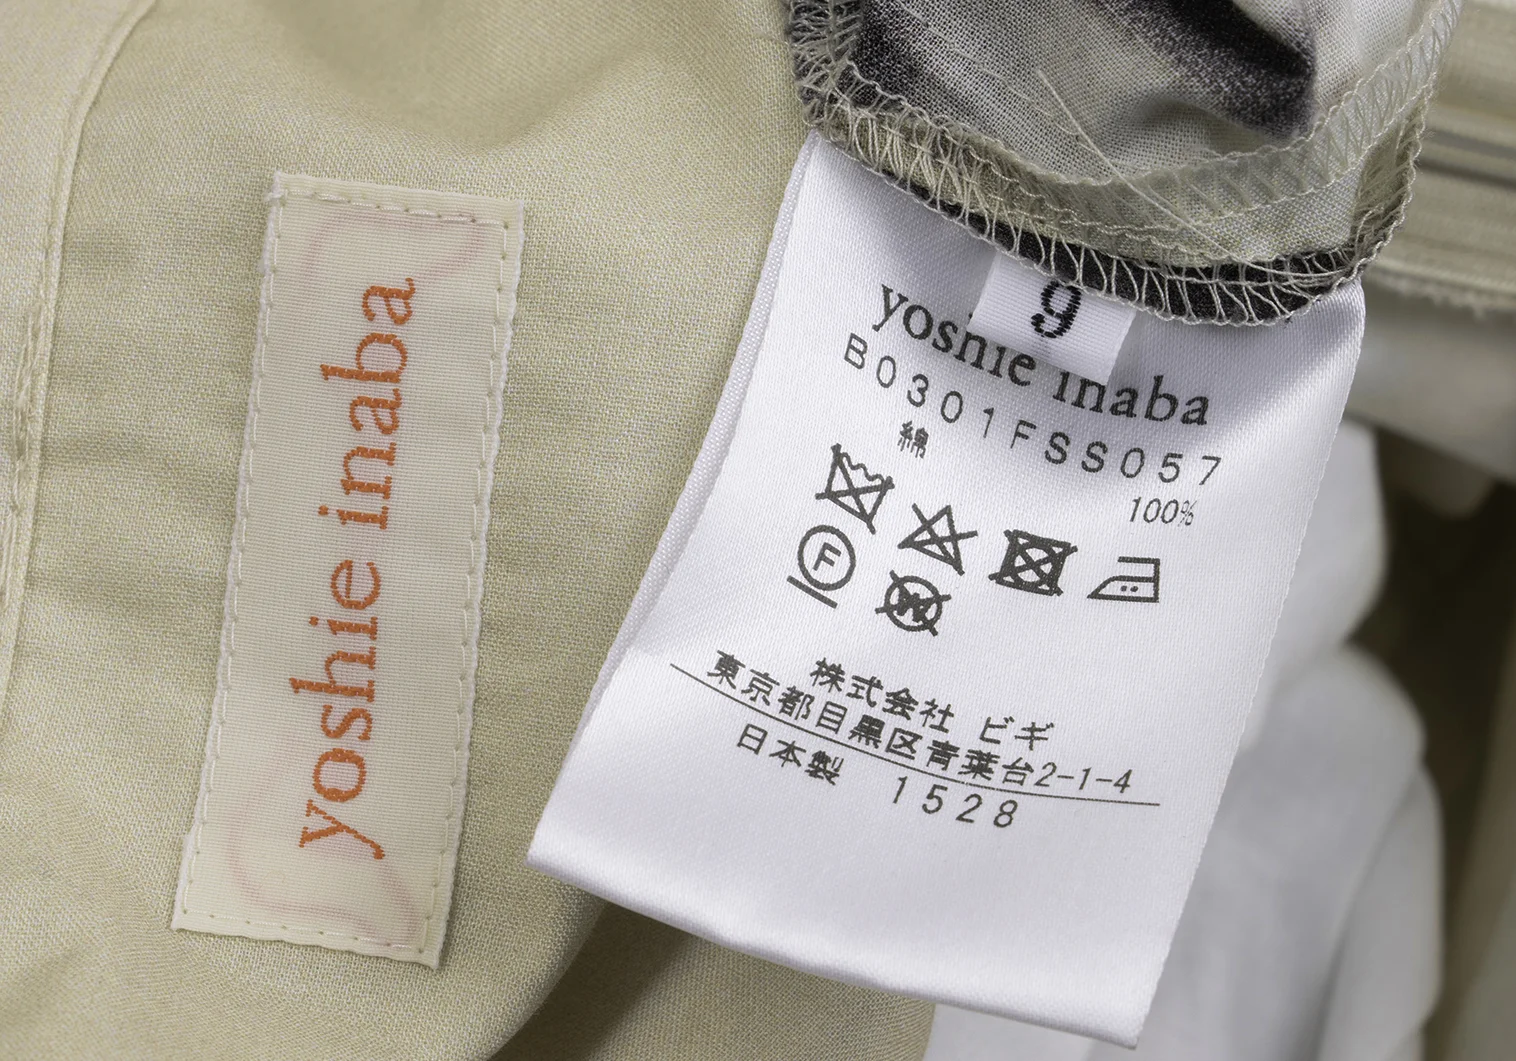 yoshie inaba
9
yoshie inaba
B0301FSS057
綿
100%
F
W
株式会社 ビギ
東京都目黒区青葉台2-1-4
日本製 1528